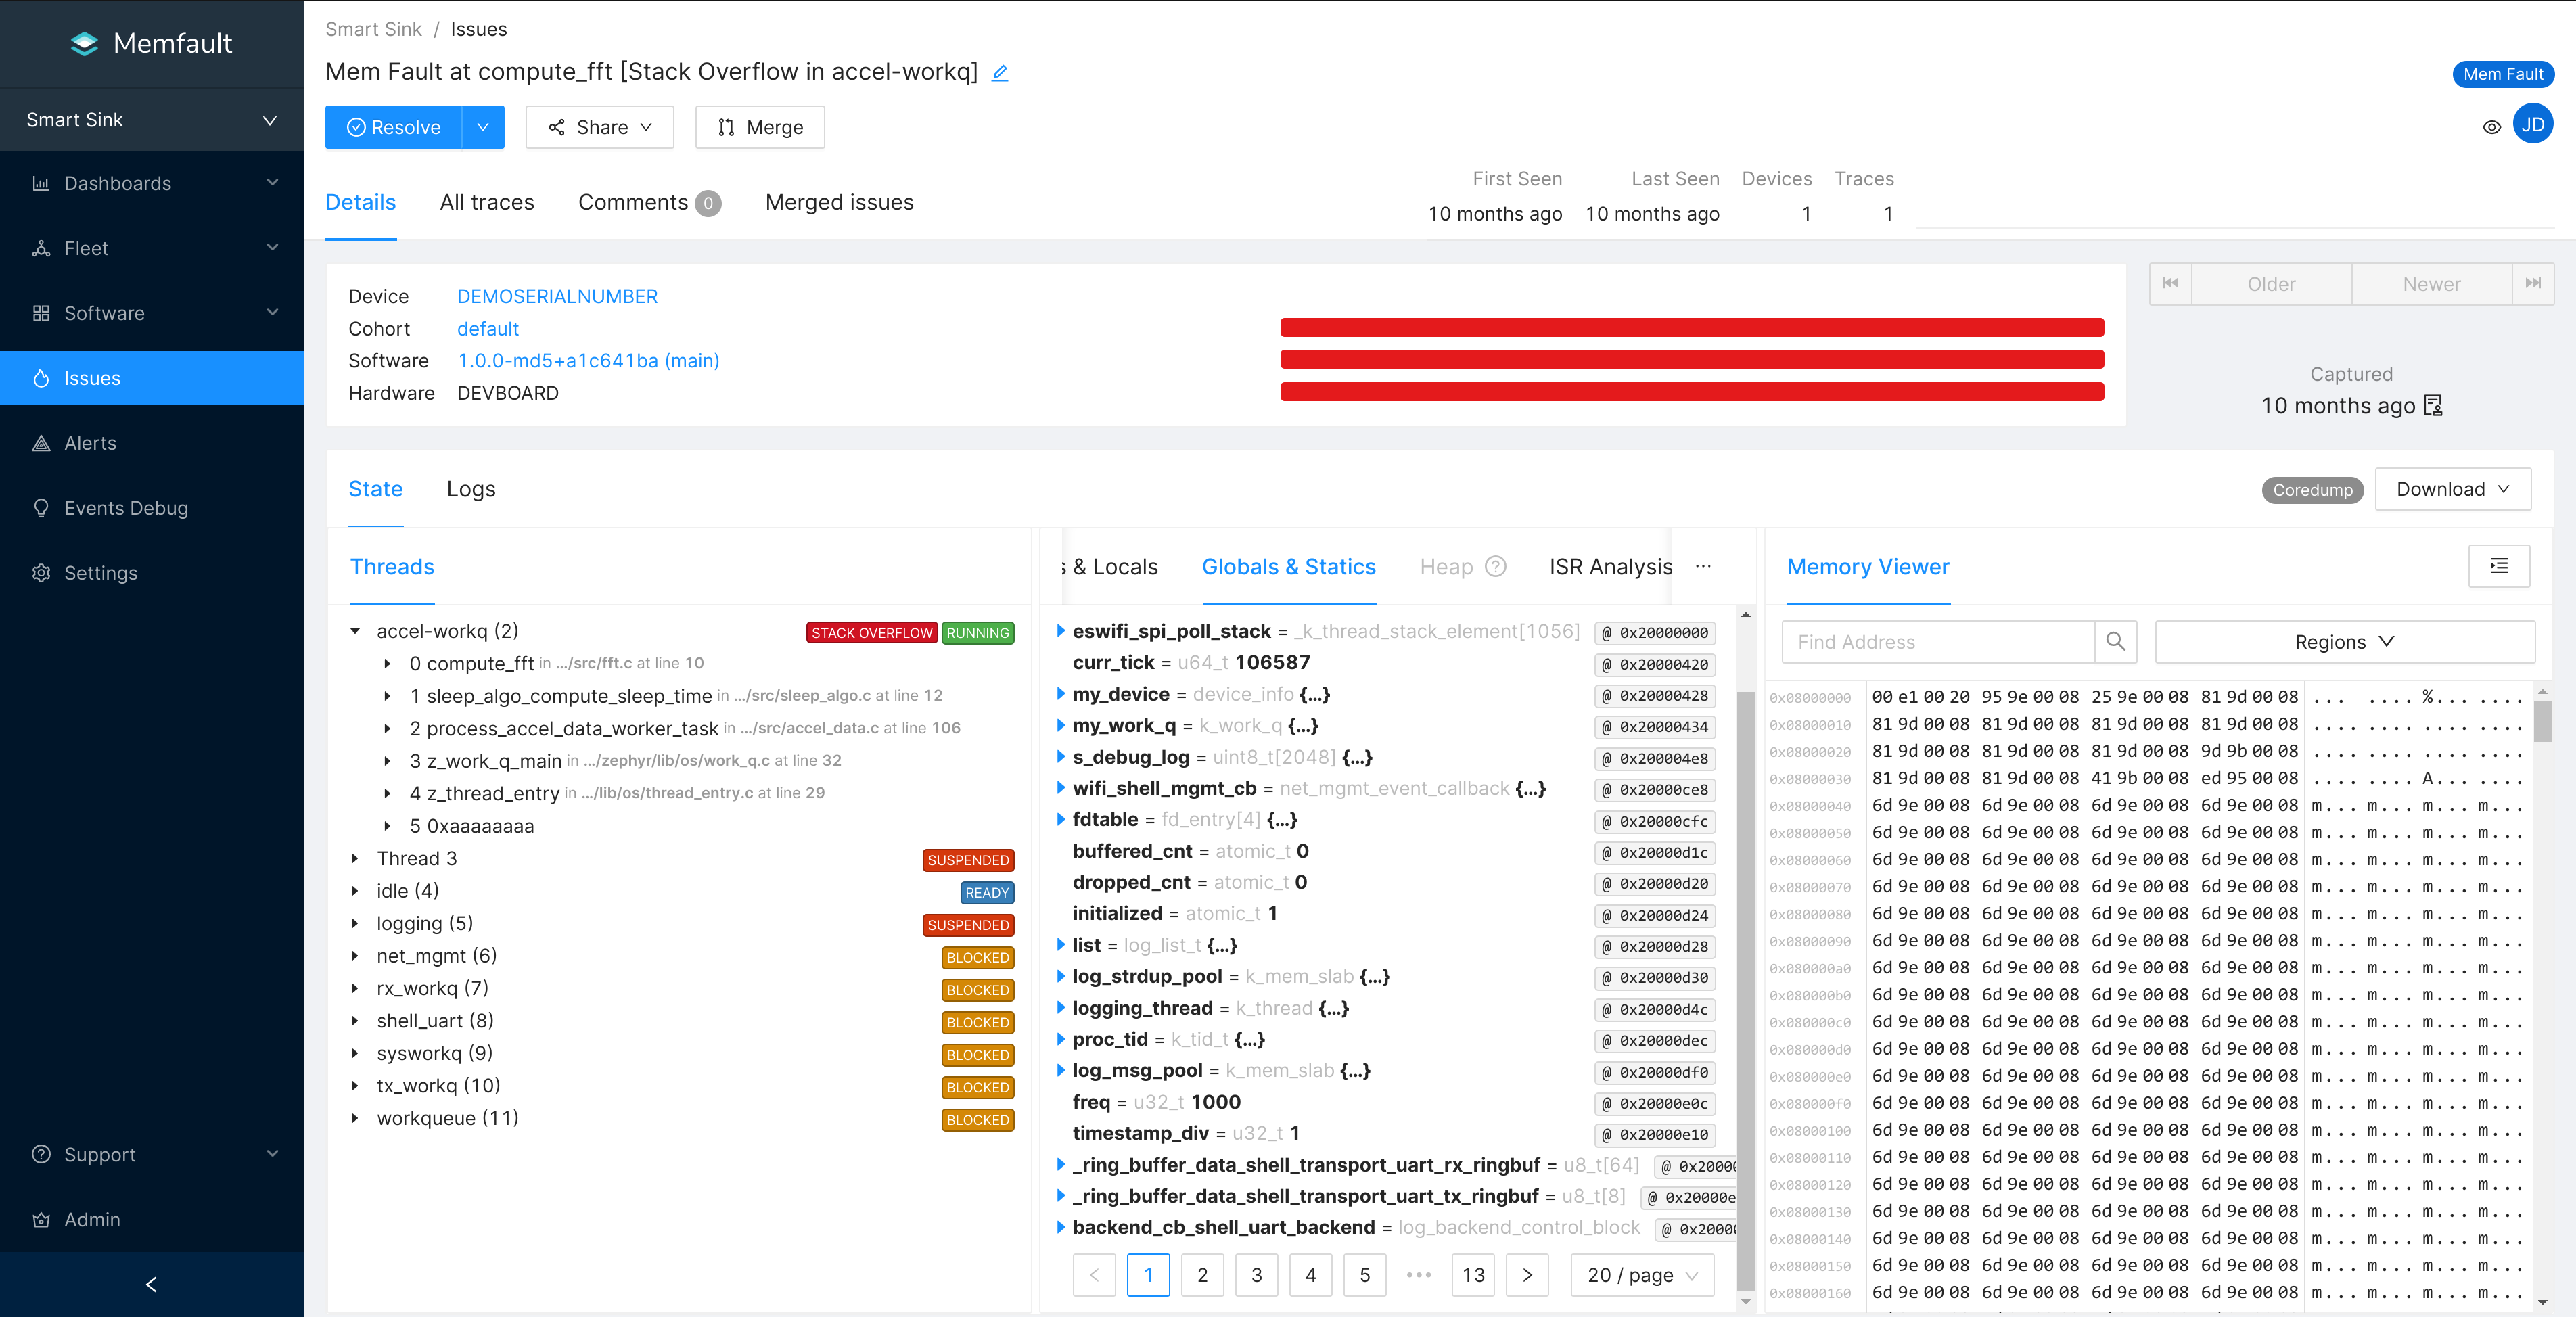 Memfault
Smart Sink
Dashboards
Fleet
Software
Issues
Alerts
Events Debug
Settings
Support
Admin
Smart Sink / Issues
Mem Fault at compute_fft [Stack Overflow in accel-workq]
Mem Fault
Resolve
Share
Merge
JD
Details
All traces
Comments 0
Merged issues
First Seen
Last Seen
Devices
Traces
10 months ago
10 months ago
1
1
Device DEMOSERIALNUMBER
Cohort default
Software 1.0.0-md5+a1c641ba (main)
Hardware DEVBOARD
Older
Newer
Captured
10 months ago
State
Logs
Coredump
Download
Threads
accel-workq (2) STACK OVERFLOW RUNNING
0 compute_fft in .../src/fft.c at line 10
1 sleep_algo_compute_sleep_time in .../src/sleep_algo.c at line 12
2 process_accel_data_worker_task in .../src/accel_data.c at line 106
3 z_work_q_main in .../zephyr/lib/os/work_q.c at line 32
4 z_thread_entry in .../lib/os/thread_entry.c at line 29
5 0xaaaaaaaa
Thread 3 SUSPENDED
idle (4) READY
logging (5) SUSPENDED
net_mgmt (6) BLOCKED
rx_workq (7) BLOCKED
shell_uart (8) BLOCKED
sysworkq (9) BLOCKED
tx_workq (10) BLOCKED
workqueue (11) BLOCKED
s & Locals
Globals & Statics
Heap ?
ISR Analysis
···
eswifi_spi_poll_stack = _k_thread_stack_element[1056] @ 0x20000000
curr_tick = u64_t 106587 @ 0x20000420
my_device = device_info {...} @ 0x20000428
my_work_q = k_work_q {...} @ 0x20000434
s_debug_log = uint8_t[2048] {...} @ 0x200004e8
wifi_shell_mgmt_cb = net_mgmt_event_callback {...} @ 0x20000ce8
fdtable = fd_entry[4] {...} @ 0x20000cfc
buffered_cnt = atomic_t 0 @ 0x20000d1c
dropped_cnt = atomic_t 0 @ 0x20000d20
initialized = atomic_t 1 @ 0x20000d24
list = log_list_t {...} @ 0x20000d28
log_strdup_pool = k_mem_slab {...} @ 0x20000d30
logging_thread = k_thread {...} @ 0x20000d4c
proc_tid = k_tid_t {...} @ 0x20000dec
log_msg_pool = k_mem_slab {...} @ 0x20000df0
freq = u32_t 1000 @ 0x20000e0c
timestamp_div = u32_t 1 @ 0x20000e10
_ring_buffer_data_shell_transport_uart_rx_ringbuf = u8_t[64] @ 0x20000
_ring_buffer_data_shell_transport_uart_tx_ringbuf = u8_t[8] @ 0x20000e
backend_cb_shell_uart_backend = log_backend_control_block @ 0x20000
< 1 2 3 4 5 ••• 13 > 20 / page
Memory Viewer
Find Address
Regions
0x08000000 00 e1 00 20 95 9e 00 08 25 9e 00 08 81 9d 00 08 ... ....%... ....
0x08000010 81 9d 00 08 81 9d 00 08 81 9d 00 08 81 9d 00 08 .... .... .... ....
0x08000020 81 9d 00 08 81 9d 00 08 81 9d 00 08 9d 9b 00 08 .... .... .... ....
0x08000030 81 9d 00 08 81 9d 00 08 41 9b 00 08 ed 95 00 08 .... .... A... ....
0x08000040 6d 9e 00 08 6d 9e 00 08 6d 9e 00 08 6d 9e 00 08 m... m... m... m...
0x08000050 6d 9e 00 08 6d 9e 00 08 6d 9e 00 08 6d 9e 00 08 m... m... m... m...
0x08000060 6d 9e 00 08 6d 9e 00 08 6d 9e 00 08 6d 9e 00 08 m... m... m... m...
0x08000070 6d 9e 00 08 6d 9e 00 08 6d 9e 00 08 6d 9e 00 08 m... m... m... m...
0x08000080 6d 9e 00 08 6d 9e 00 08 6d 9e 00 08 6d 9e 00 08 m... m... m... m...
0x08000090 6d 9e 00 08 6d 9e 00 08 6d 9e 00 08 6d 9e 00 08 m... m... m... m...
0x080000a0 6d 9e 00 08 6d 9e 00 08 6d 9e 00 08 6d 9e 00 08 m... m... m... m...
0x080000b0 6d 9e 00 08 6d 9e 00 08 6d 9e 00 08 6d 9e 00 08 m... m... m... m...
0x080000c0 6d 9e 00 08 6d 9e 00 08 6d 9e 00 08 6d 9e 00 08 m... m... m... m...
0x080000d0 6d 9e 00 08 6d 9e 00 08 6d 9e 00 08 6d 9e 00 08 m... m... m... m...
0x080000e0 6d 9e 00 08 6d 9e 00 08 6d 9e 00 08 6d 9e 00 08 m... m... m... m...
0x080000f0 6d 9e 00 08 6d 9e 00 08 6d 9e 00 08 6d 9e 00 08 m... m... m... m...
0x08000100 6d 9e 00 08 6d 9e 00 08 6d 9e 00 08 6d 9e 00 08 m... m... m... m...
0x08000110 6d 9e 00 08 6d 9e 00 08 6d 9e 00 08 6d 9e 00 08 m... m... m... m...
0x08000120 6d 9e 00 08 6d 9e 00 08 6d 9e 00 08 6d 9e 00 08 m... m... m... m...
0x08000130 6d 9e 00 08 6d 9e 00 08 6d 9e 00 08 6d 9e 00 08 m... m... m... m...
0x08000140 6d 9e 00 08 6d 9e 00 08 6d 9e 00 08 6d 9e 00 08 m... m... m... m...
0x08000150 6d 9e 00 08 6d 9e 00 08 6d 9e 00 08 6d 9e 00 08 m... m... m... m...
0x08000160 6d 9e 00 08 6d 9e 00 08 6d 9e 00 08 6d 9e 00 08 m... m... m... m...